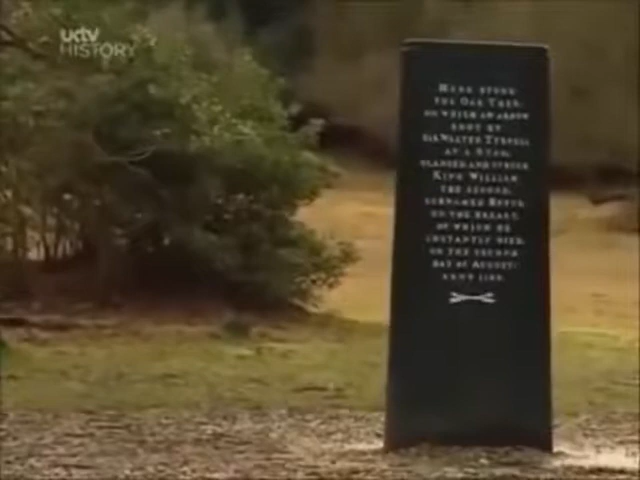 uktv
HISTORY
HERE STOOD
THE OAK TREE,
ON WHICH AN ARROW
SHOT BY
SIR WALTER TYRRELL
AT A STAG,
GLANCED AND STRUCK
KING WILLIAM
THE SECOND,
SURNAMED RUFUS,
ON THE BREAST,
OF WHICH HE
INSTANTLY DIED,
ON THE SECOND
DAY OF AUGUST,
ANNO 1100.